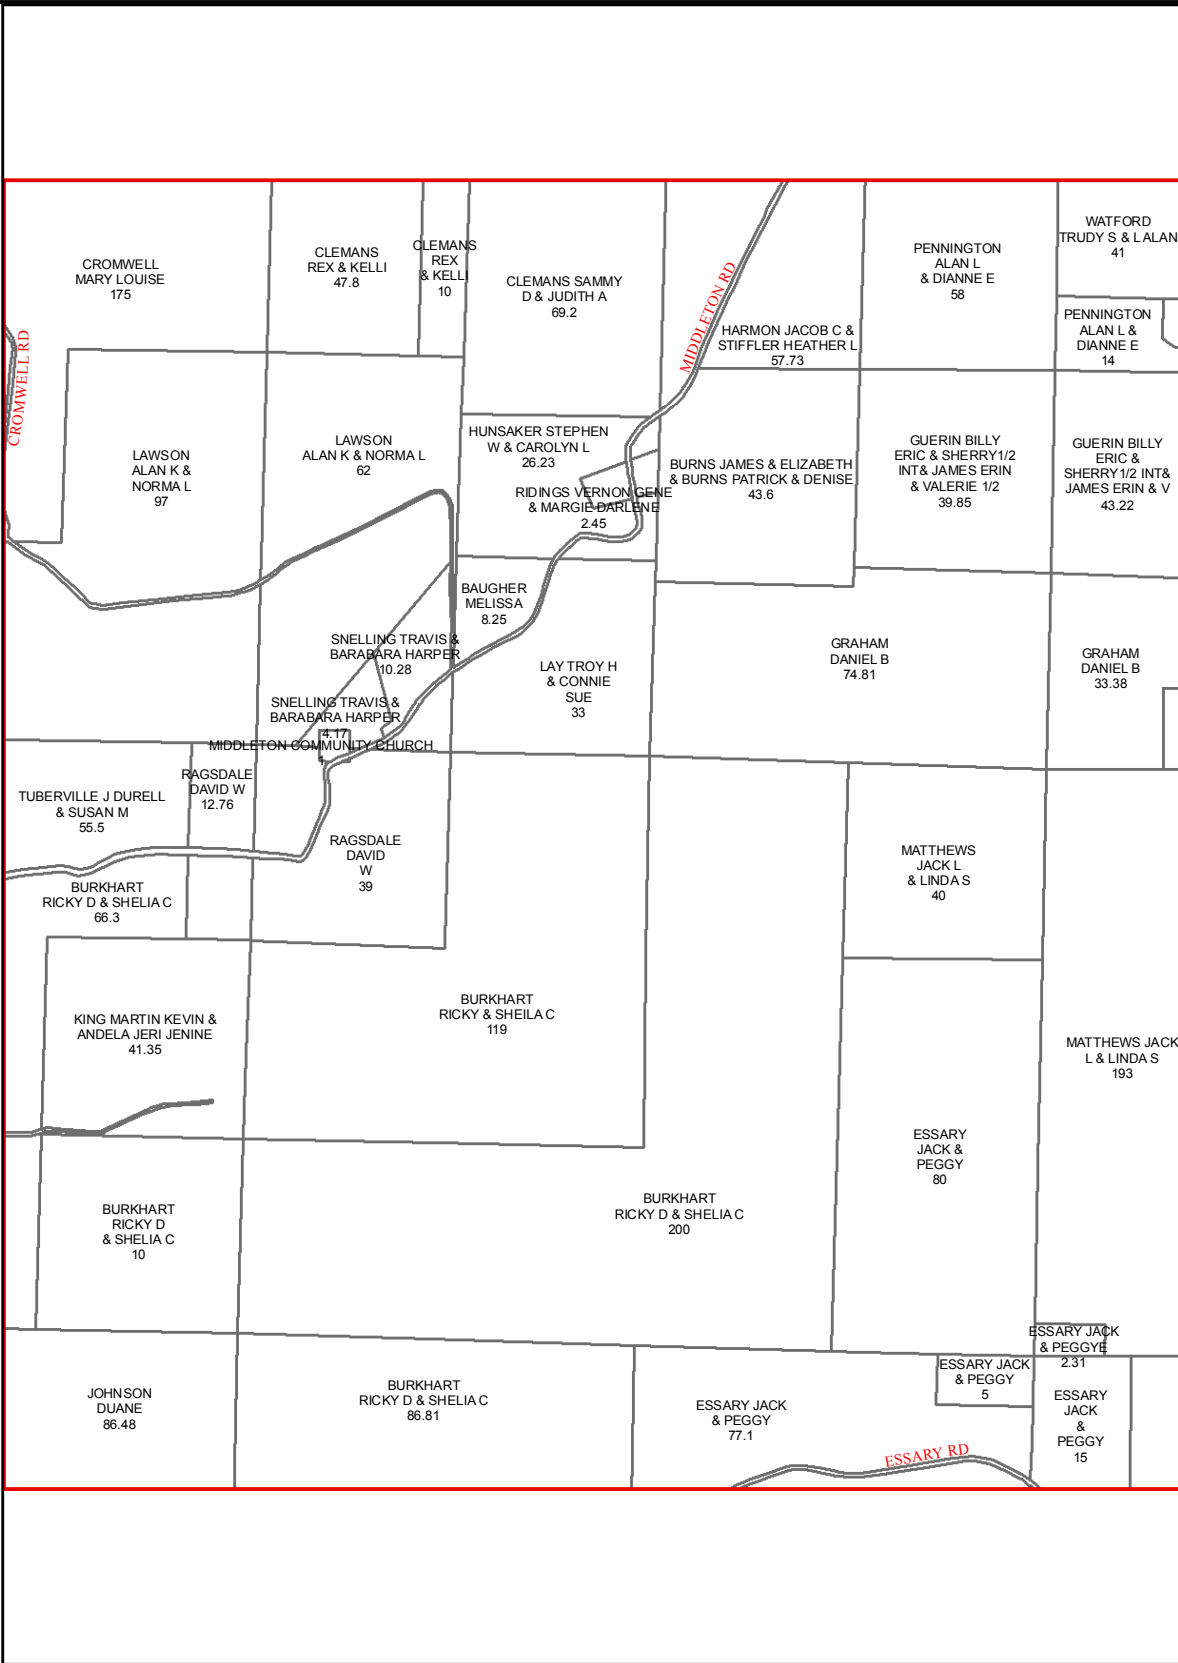 CROMWELL
MARY LOUISE
175
CLEMANS
REX & KELLI
47.8
CLEMANS
REX
& KELLI
10
CLEMANS SAMMY
D & JUDITH A
69.2
MIDDLETON RD
HARMON JACOB C &
STIFFLER HEATHER L
57.73
PENNINGTON
ALAN L
& DIANNE E
58
WATFORD
TRUDY S & L ALAN
41
PENNINGTON
ALAN L &
DIANNE E
14
CROMWELL RD
LAWSON
ALAN K &
NORMA L
97
LAWSON
ALAN K & NORMA L
62
HUNSAKER STEPHEN
W & CAROLYN L
26.23
RIDINGS VERNON GENE
& MARGIE DARLENE
2.45
BURNS JAMES & ELIZABETH
& BURNS PATRICK & DENISE
43.6
GUERIN BILLY
ERIC & SHERRY1/2
INT& JAMES ERIN
& VALERIE 1/2
39.85
GUERIN BILLY
ERIC &
SHERRY1/2 INT&
JAMES ERIN & V
43.22
BAUGHER
MELISSA
8.25
SNELLING TRAVIS &
BARABARA HARPER
10.28
LAY TROY H
& CONNIE
SUE
33
GRAHAM
DANIEL B
74.81
GRAHAM
DANIEL B
33.38
SNELLING TRAVIS &
BARABARA HARPER
4.17
MIDDLETON COMMUNITY CHURCH
1
TUBERVILLE J DURELL
& SUSAN M
55.5
RAGSDALE
DAVID W
12.76
RAGSDALE
DAVID
W
39
MATTHEWS
JACK L
& LINDA S
40
BURKHART
RICKY D & SHELIA C
66.3
KING MARTIN KEVIN &
ANDELA JERI JENINE
41.35
BURKHART
RICKY & SHEILA C
119
MATTHEWS JACK
L & LINDA S
193
ESSARY
JACK &
PEGGY
80
BURKHART
RICKY D
& SHELIA C
10
BURKHART
RICKY D & SHELIA C
200
ESSARY JACK
& PEGGYE
2.31
JOHNSON
DUANE
86.48
BURKHART
RICKY D & SHELIA C
86.81
ESSARY JACK
& PEGGY
77.1
ESSARY JACK
& PEGGY
5
ESSARY
JACK
&
PEGGY
15
ESSARY RD